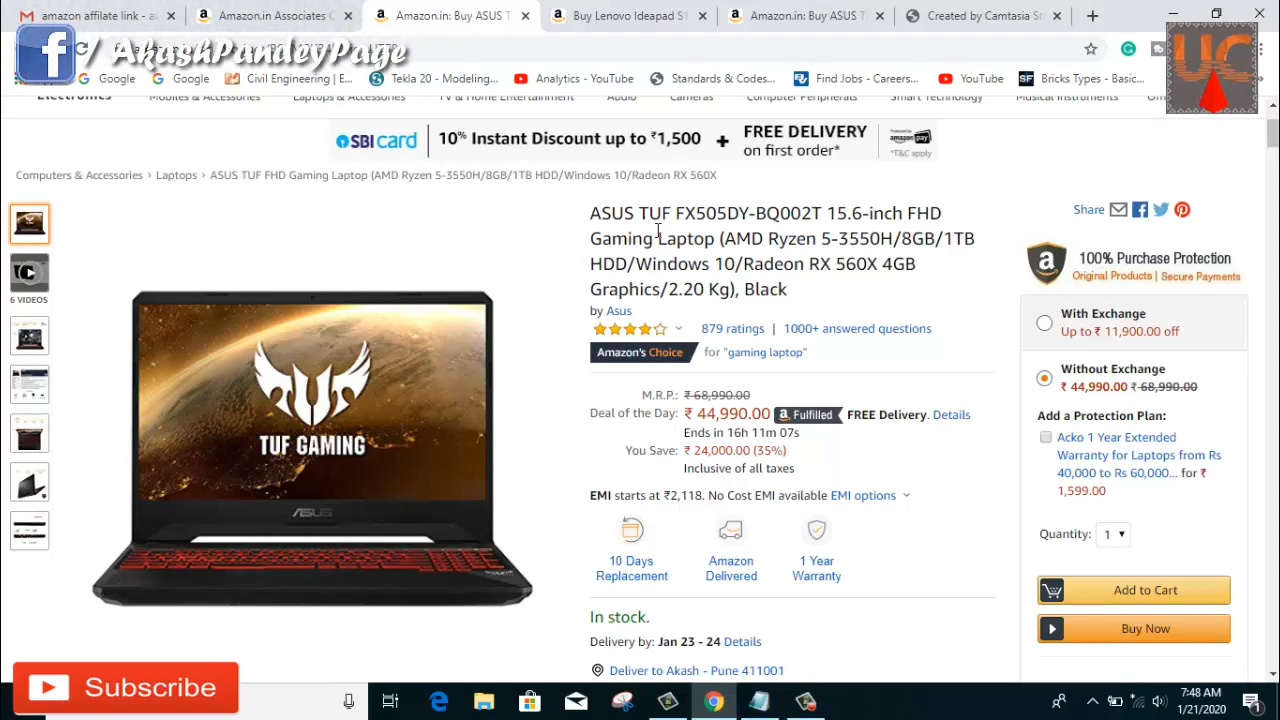 amazon affilate link - a
Amazon.in Associates C
Amazon.in: Buy ASUS T
Buy Lenovo Ideapad S1
Amazon.in: Buy ASUS T
Created by Camtasia St
f / AkashPandeyPage
UC
Google
Google
Civil Engineering | E...
Tekla 20 - Modeling...
Analytics - YouTube
Standards & Codes...
Find Jobs - Careers...
YouTube
Bricks Types - Basic...
Electronics
Mobiles & Accessories
Laptops & Accessories
TV & Home Entertainment
Audio
Cameras
Computer Peripherals
Smart Technology
Musical Instruments
SBI card 10% Instant Discount up to ₹1,500 + FREE DELIVERY on first order* Powered by amazon pay *T&C apply
Computers & Accessories › Laptops › ASUS TUF FHD Gaming Laptop (AMD Ryzen 5-3550H/8GB/1TB HDD/Windows 10/Radeon RX 560X
6 VIDEOS
TUF GAMING
ASUS
ASUS TUF FX505DY-BQ002T 15.6-inch FHD
Gaming Laptop (AMD Ryzen 5-3550H/8GB/1TB
HDD/Windows 10/Radeon RX 560X 4GB
Graphics/2.20 Kg), Black
by Asus
879 ratings | 1000+ answered questions
Amazon's Choice for "gaming laptop"
M.R.P.: ₹ 68,990.00
Deal of the Day: ₹ 44,990.00 Fulfilled FREE Delivery. Details
Ends in 16h 11m 07s
You Save: ₹ 24,000.00 (35%)
Inclusive of all taxes
EMI starts at ₹2,118. No Cost EMI available EMI options
10 Days
Replacement
Amazon
Delivered
1 Year
Warranty
In stock.
Delivery by: Jan 23 - 24 Details
Deliver to Akash - Pune 411001
Share
100% Purchase Protection
Original Products | Secure Payments
With Exchange
Up to ₹ 11,900.00 off
Without Exchange
₹ 44,990.00 ₹ 68,990.00
Add a Protection Plan:
Acko 1 Year Extended
Warranty for Laptops from Rs
40,000 to Rs 60,000... for ₹
1,599.00
Quantity: 1
Add to Cart
Buy Now
Subscribe
7:48 AM
1/21/2020